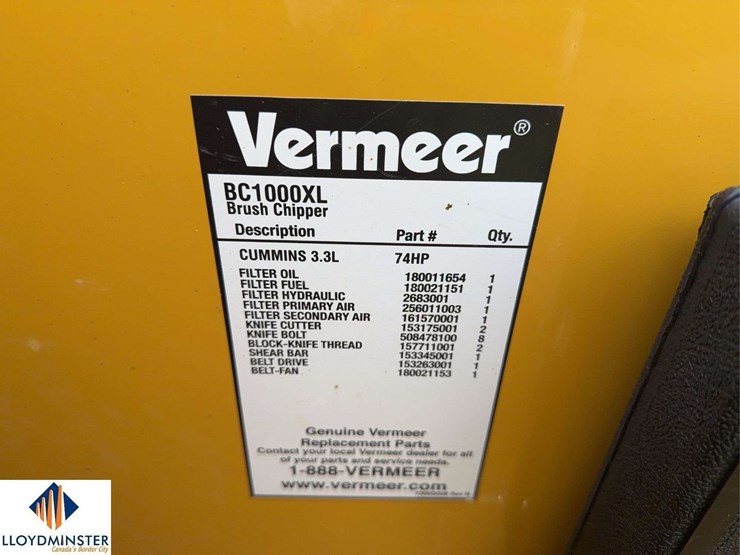 Vermeer®
BC1000XL
Brush Chipper
Description Part # Qty.
CUMMINS 3.3L 74HP
FILTER OIL 180011654 1
FILTER FUEL 180021151 1
FILTER HYDRAULIC 2683001 1
FILTER PRIMARY AIR 256011003 1
FILTER SECONDARY AIR 161570001 1
KNIFE CUTTER 153175001 2
KNIFE BOLT 508478100 8
BLOCK-KNIFE THREAD 157711001 2
SHEAR BAR 153345001 1
BELT DRIVE 153263001 1
BELT-FAN 180021153 1
Genuine Vermeer
Replacement Parts
Contact your local Vermeer dealer for all
of your parts and service needs.
1-888-VERMEER
www.vermeer.com
LLOYDMINSTER
Canada's Border City